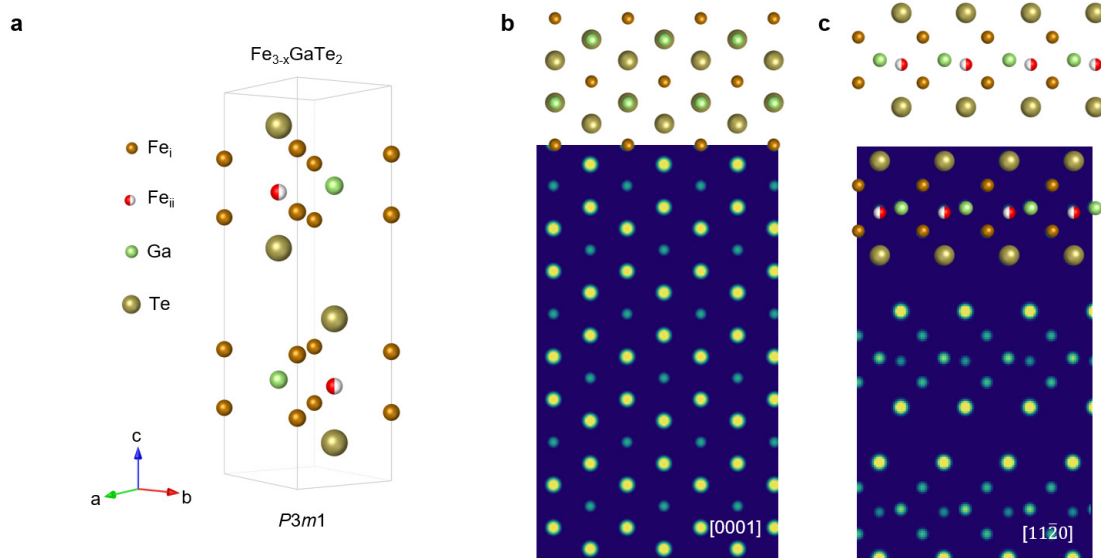 a
Fe₃₋ₓGaTe₂
Feᵢ
Feᵢᵢ
Ga
Te
c
a
b
P3m1
b
[0001]
c
[112̄0]